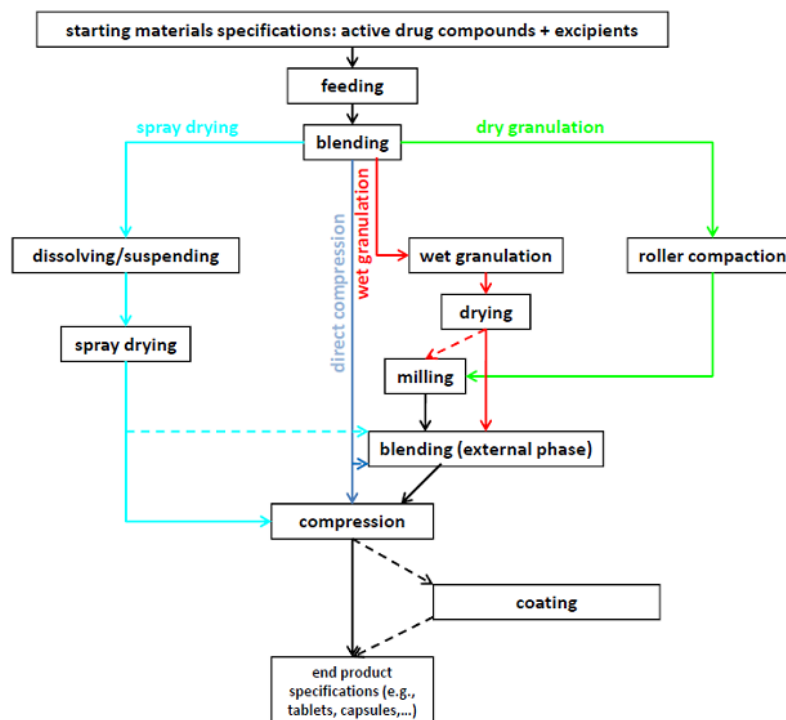 starting materials specifications: active drug compounds + excipients
feeding
spray drying
dry granulation
blending
direct compression
wet granulation
dissolving/suspending
wet granulation
roller compaction
drying
spray drying
milling
blending (external phase)
compression
coating
end product
specifications (e.g.,
tablets, capsules,...)